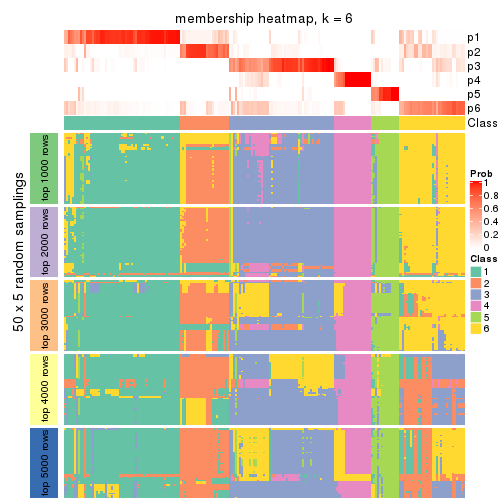 membership heatmap, k = 6
p1
p2
p3
p4
p5
p6
Class
50 x 5 random samplings
top 1000 rows
top 2000 rows
top 3000 rows
top 4000 rows
top 5000 rows
Prob
1
0.8
0.6
0.4
0.2
0
Class
1
2
3
4
5
6